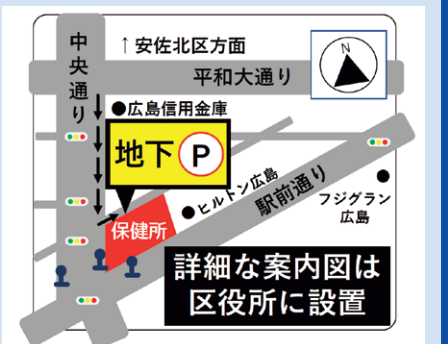 中央通り
↑安佐北区方面
N
平和大通り
●広島信用金庫
地下P
●ヒルトン広島
駅前通り
フジグラン
広島
保健所
詳細な案内図は
区役所に設置